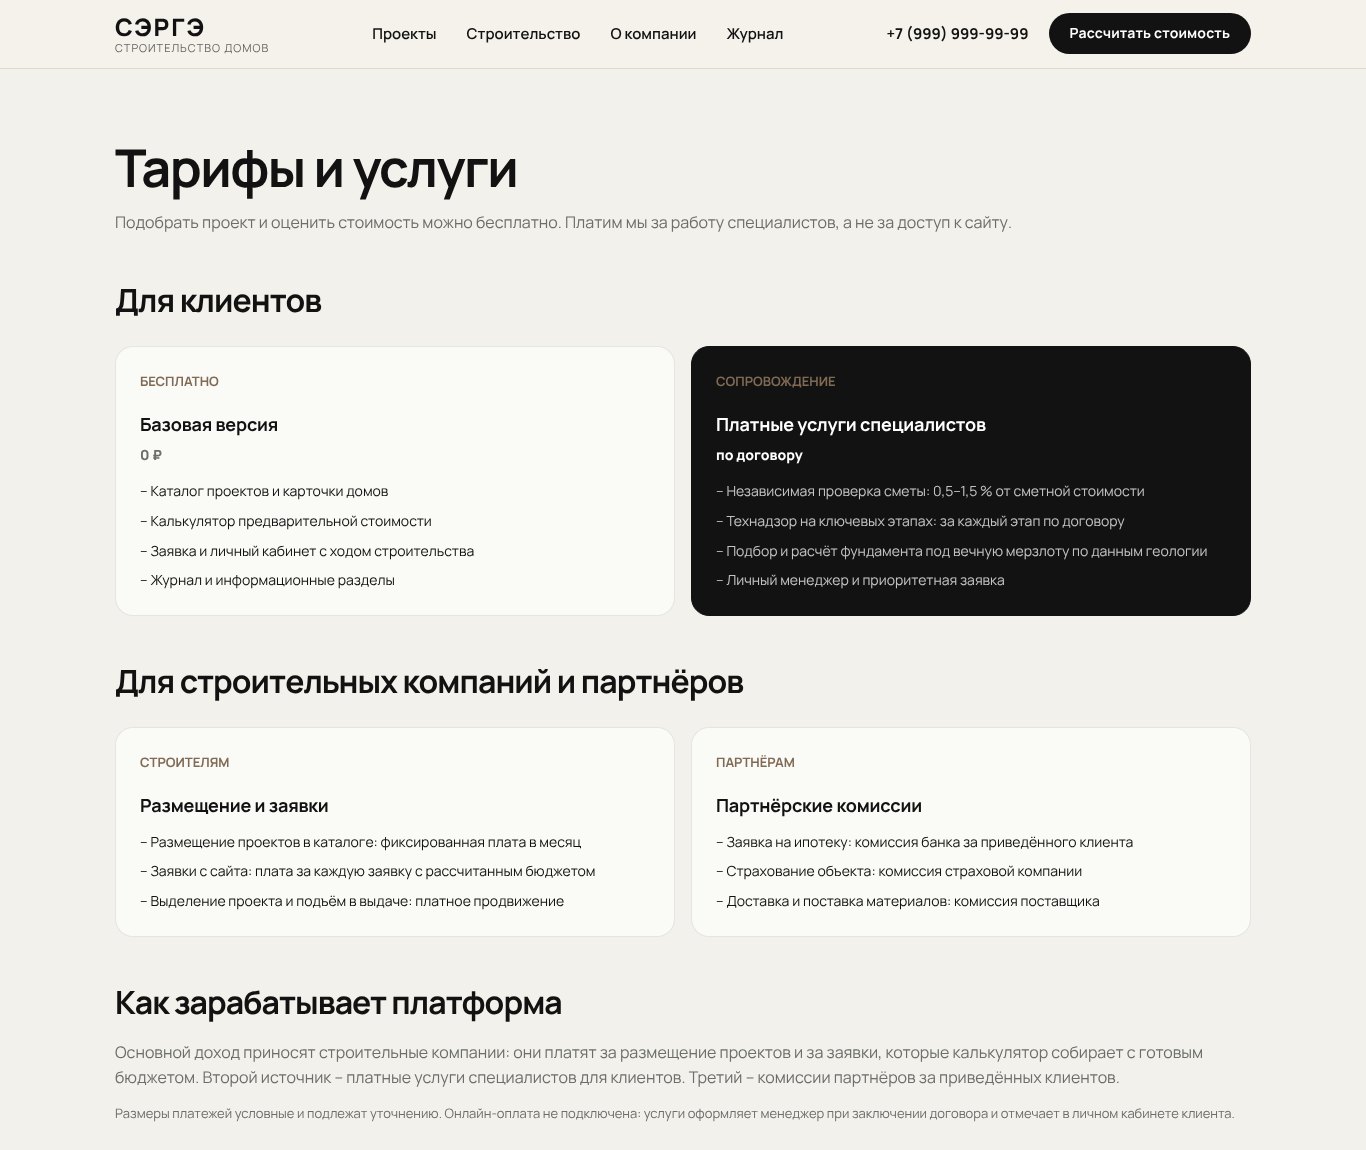 СЭРГЭ
СТРОИТЕЛЬСТВО ДОМОВ
Проекты
Строительство
О компании
Журнал
+7 (999) 999-99-99
Рассчитать стоимость
Тарифы и услуги
Подобрать проект и оценить стоимость можно бесплатно. Платим мы за работу специалистов, а не за доступ к сайту.
Для клиентов
БЕСПЛАТНО
Базовая версия
0 ₽
– Каталог проектов и карточки домов
– Калькулятор предварительной стоимости
– Заявка и личный кабинет с ходом строительства
– Журнал и информационные разделы
СОПРОВОЖДЕНИЕ
Платные услуги специалистов
по договору
– Независимая проверка сметы: 0,5–1,5 % от сметной стоимости
– Технадзор на ключевых этапах: за каждый этап по договору
– Подбор и расчёт фундамента под вечную мерзлоту по данным геологии
– Личный менеджер и приоритетная заявка
Для строительных компаний и партнёров
СТРОИТЕЛЯМ
Размещение и заявки
– Размещение проектов в каталоге: фиксированная плата в месяц
– Заявки с сайта: плата за каждую заявку с рассчитанным бюджетом
– Выделение проекта и подъём в выдаче: платное продвижение
ПАРТНЁРАМ
Партнёрские комиссии
– Заявка на ипотеку: комиссия банка за приведённого клиента
– Страхование объекта: комиссия страховой компании
– Доставка и поставка материалов: комиссия поставщика
Как зарабатывает платформа
Основной доход приносят строительные компании: они платят за размещение проектов и за заявки, которые калькулятор собирает с готовым
бюджетом. Второй источник – платные услуги специалистов для клиентов. Третий – комиссии партнёров за приведённых клиентов.
Размеры платежей условные и подлежат уточнению. Онлайн-оплата не подключена: услуги оформляет менеджер при заключении договора и отмечает в личном кабинете клиента.